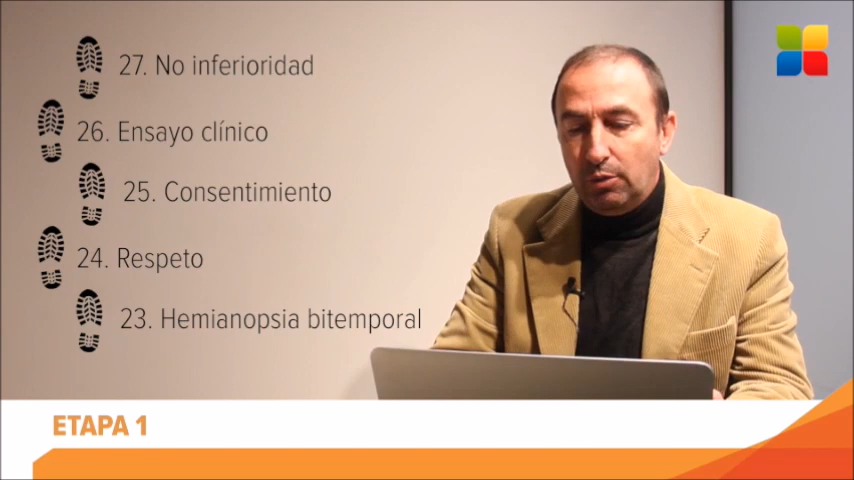 27. No inferioridad
26. Ensayo clínico
25. Consentimiento
24. Respeto
23. Hemianopsia bitemporal
ETAPA 1